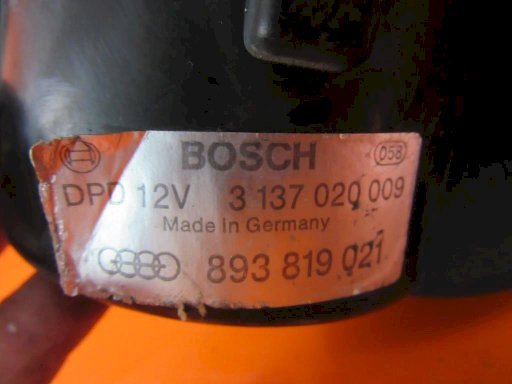 BOSCH 058
DPD 12V 3 137 020 009
Made in Germany
893 819 021